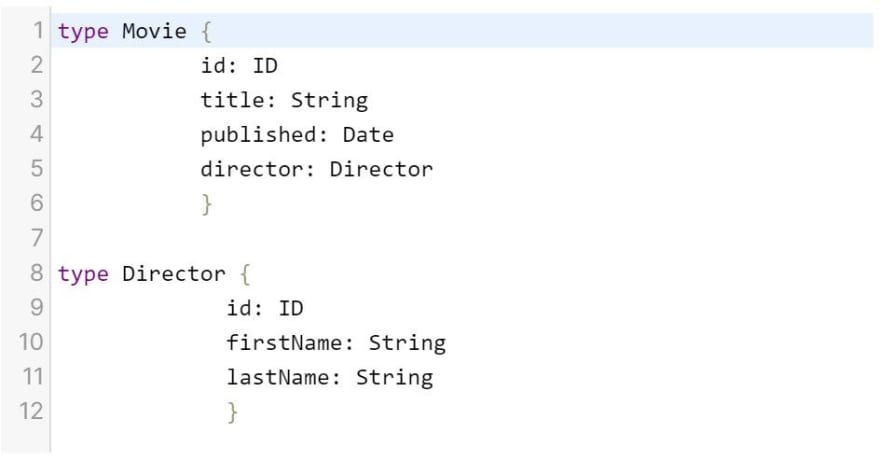 1 type Movie {
2 id: ID
3 title: String
4 published: Date
5 director: Director
6 }
7
8 type Director {
9 id: ID
10 firstName: String
11 lastName: String
12 }